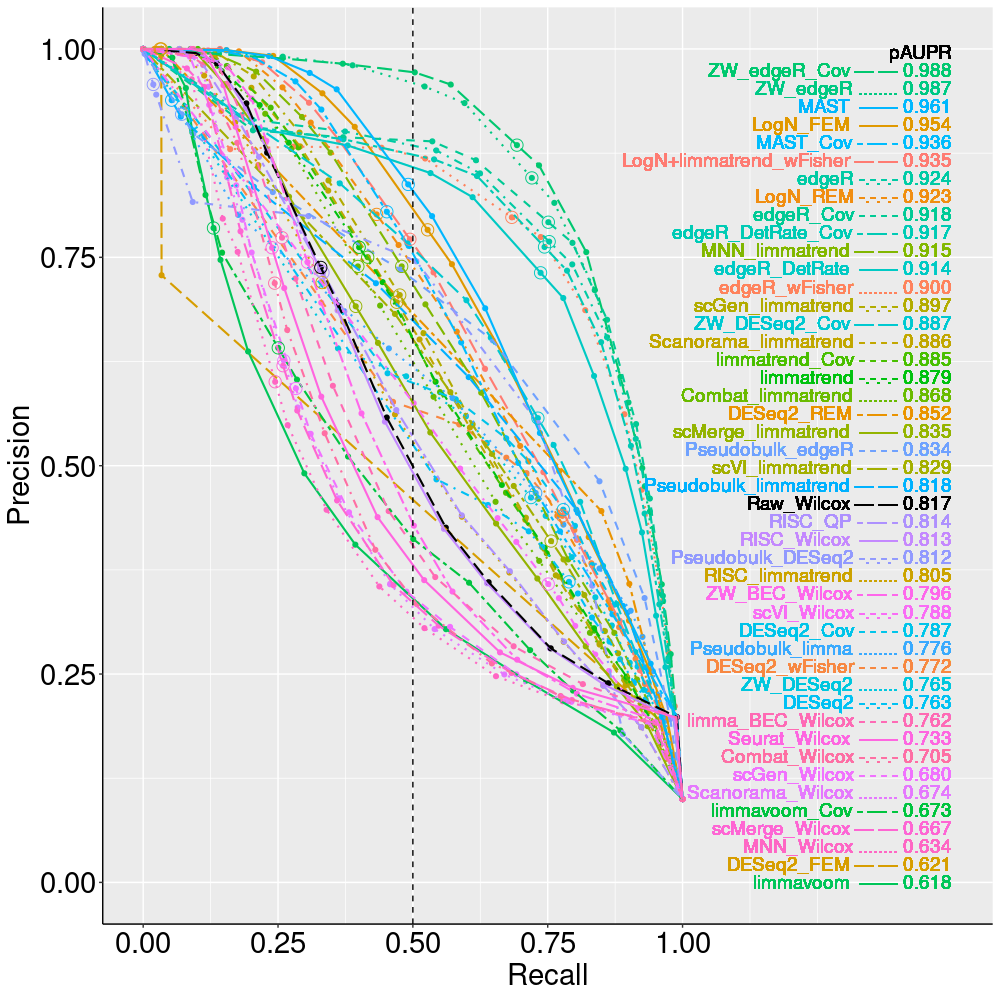 1.00
0.75
0.50
0.25
0.00
Precision
0.00 0.25 0.50 0.75 1.00
Recall
pAUPR
ZW_edgeR_Cov 0.988
ZW_edgeR 0.987
MAST 0.961
LogN_FEM 0.954
MAST_Cov 0.936
LogN+limmatrend_wFisher 0.935
edgeR 0.924
LogN_REM 0.923
edgeR_Cov 0.918
edgeR_DetRate_Cov 0.917
MNN_limmatrend 0.915
edgeR_DetRate 0.914
edgeR_wFisher 0.900
scGen_limmatrend 0.897
ZW_DESeq2_Cov 0.887
Scanorama_limmatrend 0.886
limmatrend_Cov 0.885
limmatrend 0.879
Combat_limmatrend 0.868
DESeq2_REM 0.852
scMerge_limmatrend 0.835
Pseudobulk_edgeR 0.834
scVI_limmatrend 0.829
Pseudobulk_limmatrend 0.818
Raw_Wilcox 0.817
RISC_QP 0.814
RISC_Wilcox 0.813
Pseudobulk_DESeq2 0.812
RISC_limmatrend 0.805
ZW_BEC_Wilcox 0.796
scVI_Wilcox 0.788
DESeq2_Cov 0.787
Pseudobulk_limma 0.776
DESeq2_wFisher 0.772
ZW_DESeq2 0.765
DESeq2 0.763
limma_BEC_Wilcox 0.762
Seurat_Wilcox 0.733
Combat_Wilcox 0.705
scGen_Wilcox 0.680
Scanorama_Wilcox 0.674
limmavoom_Cov 0.673
scMerge_Wilcox 0.667
MNN_Wilcox 0.634
DESeq2_FEM 0.621
limmavoom 0.618